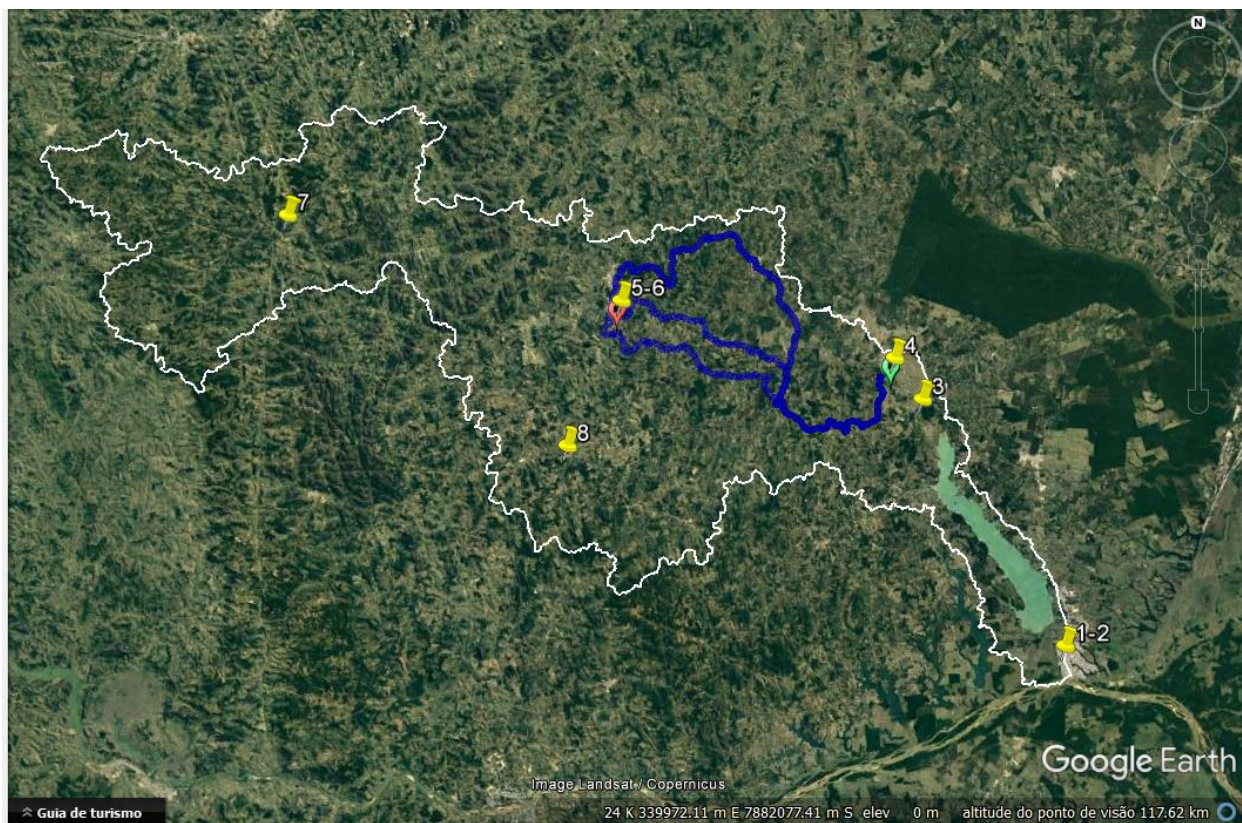 N
7
5-6
4
3
8
1-2
Google Earth
Image Landsat / Copernicus
Guia de turismo
24 K 339972.11 m E 7882077.41 m S elev 0 m altitude do ponto de visão 117.62 km